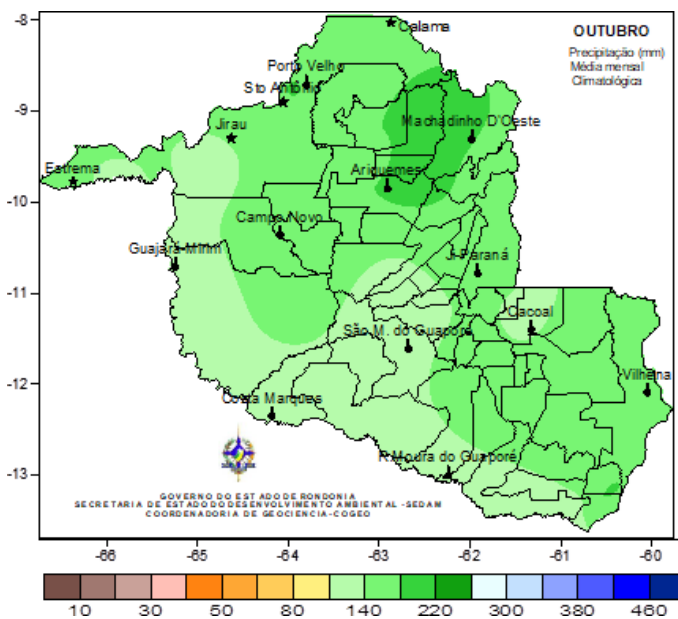 OUTUBRO
Precipitação (mm)
Média mensal
Climatológica
-8
-9
-10
-11
-12
-13
Calama
Porto Velho
Sto Antônio
Machadinho D'Oeste
Jirau
Estrema
Ariquemes
Campo Novo
Guajará-Mirim
Ji-Paraná
Cacoal
São M. do Guaporé
Vilhena
Costa Marques
R.Moura do Guaporé
GOVERNO DO ESTADO DE RONDONIA
SECRETARIA DE ESTADO DO DESENVOLVIMENTO AMBIENTAL -SEDAM
COORDENADORIA DE GEOCIENCIA-COGEO
-66 -65 -64 -63 -62 -61 -60
10 30 50 80 140 220 300 380 460